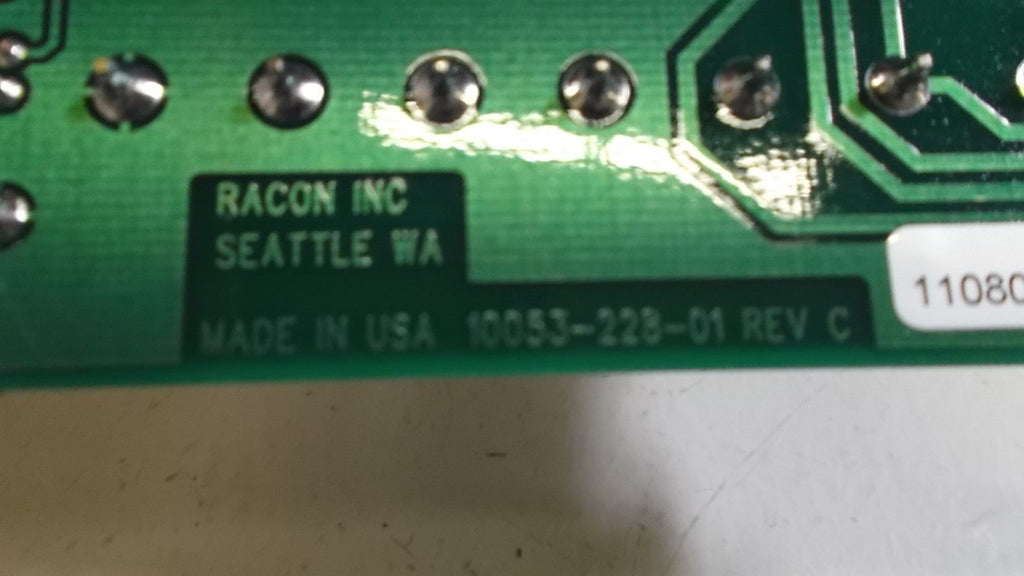 RACON INC
SEATTLE WA
MADE IN USA 10053-228-01 REV C
11080